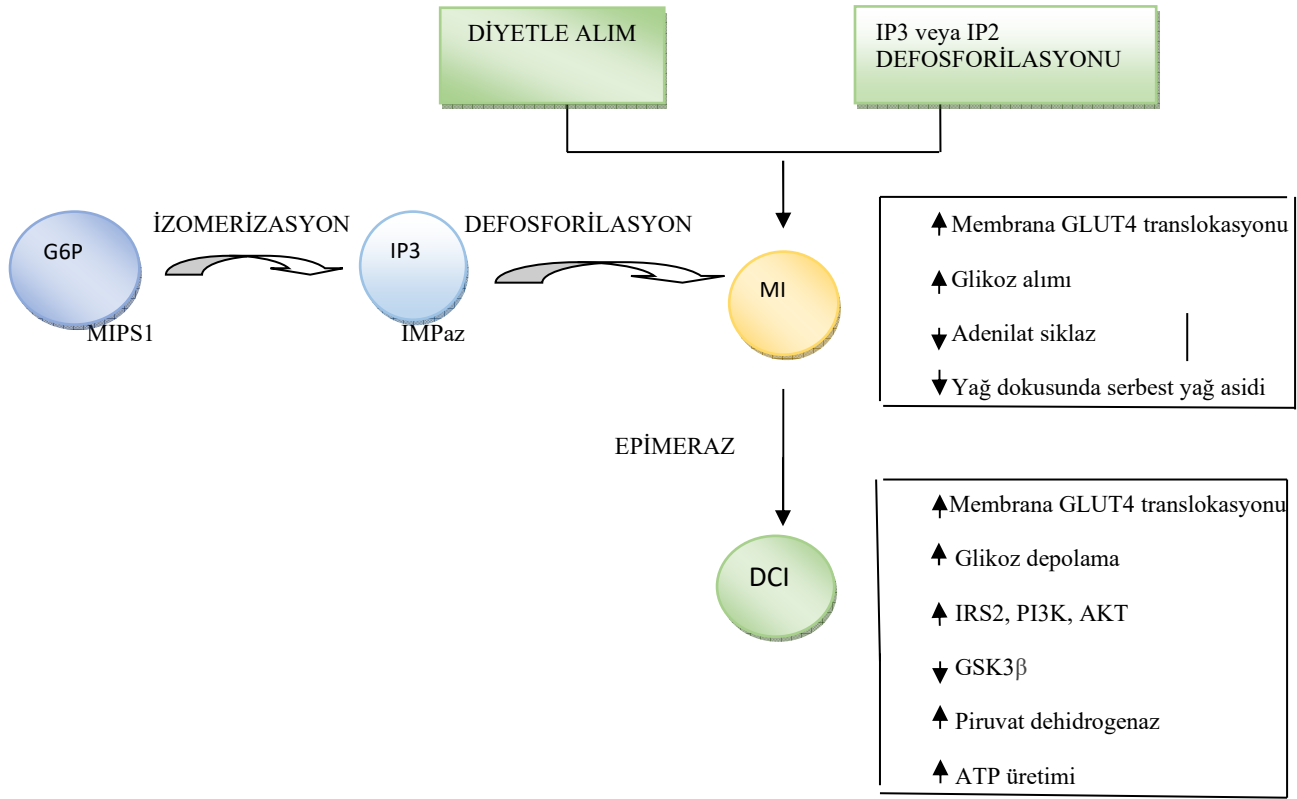 DİYETLE ALIM
IP3 veya IP2
DEFOSFORİLASYONU
İZOMERİZASYON
DEFOSFORİLASYON
G6P
IP3
MI
MIPS1
IMPaz
Membrana GLUT4 translokasyonu
Glikoz alımı
Adenilat siklaz
Yağ dokusunda serbest yağ asidi
EPİMERAZ
DCI
Membrana GLUT4 translokasyonu
Glikoz depolama
IRS2, PI3K, AKT
GSK3β
Piruvat dehidrogenaz
ATP üretimi